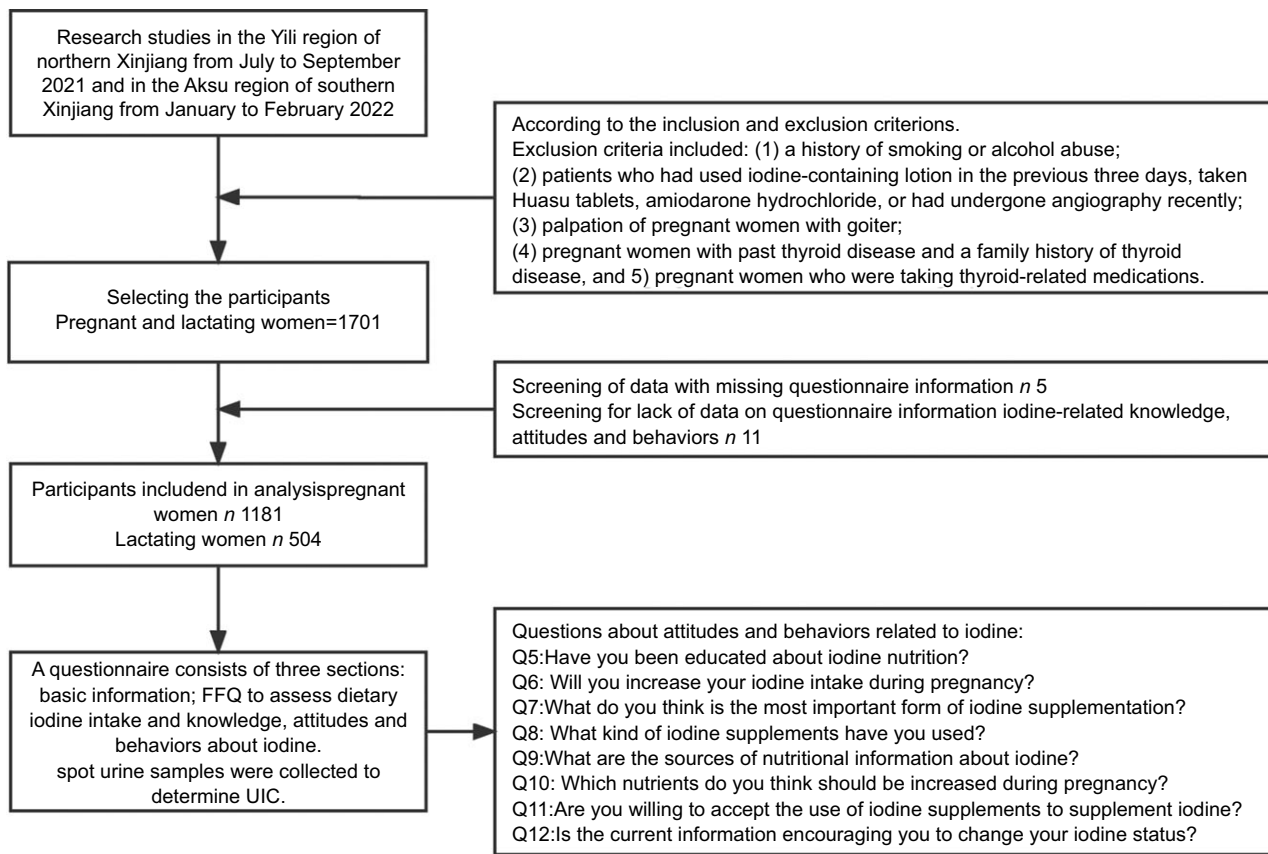 Research studies in the Yili region of
northern Xinjiang from July to September
2021 and in the Aksu region of southern
Xinjiang from January to February 2022
According to the inclusion and exclusion criterions.
Exclusion criteria included: (1) a history of smoking or alcohol abuse;
(2) patients who had used iodine-containing lotion in the previous three days, taken
Huasu tablets, amiodarone hydrochloride, or had undergone angiography recently;
(3) palpation of pregnant women with goiter;
(4) pregnant women with past thyroid disease and a family history of thyroid
disease, and 5) pregnant women who were taking thyroid-related medications.
Selecting the participants
Pregnant and lactating women=1701
Screening of data with missing questionnaire information n 5
Screening for lack of data on questionnaire information iodine-related knowledge,
attitudes and behaviors n 11
Participants includend in analysispregnant
women n 1181
Lactating women n 504
A questionnaire consists of three sections:
basic information; FFQ to assess dietary
iodine intake and knowledge, attitudes and
behaviors about iodine.
spot urine samples were collected to
determine UIC.
Questions about attitudes and behaviors related to iodine:
Q5:Have you been educated about iodine nutrition?
Q6: Will you increase your iodine intake during pregnancy?
Q7:What do you think is the most important form of iodine supplementation?
Q8: What kind of iodine supplements have you used?
Q9:What are the sources of nutritional information about iodine?
Q10: Which nutrients do you think should be increased during pregnancy?
Q11:Are you willing to accept the use of iodine supplements to supplement iodine?
Q12:Is the current information encouraging you to change your iodine status?